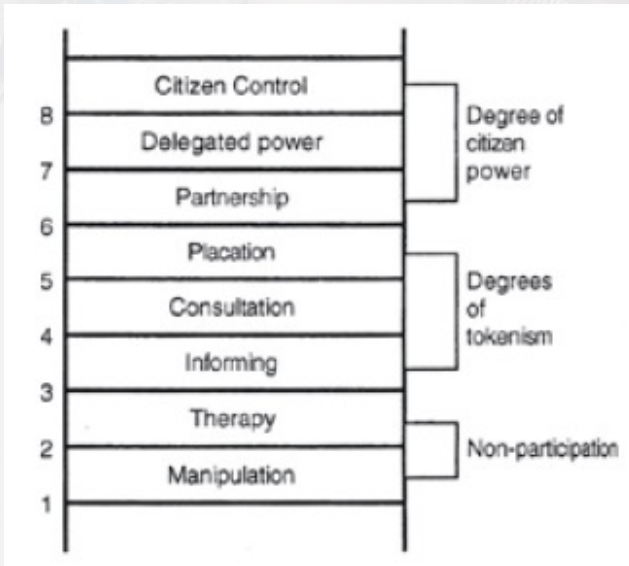 Citizen Control
8
Delegated power
7
Partnership
6
Placation
5
Consultation
4
Informing
3
Therapy
2
Manipulation
1
Degree of
citizen
power
Degrees
of
tokenism
Non-participation